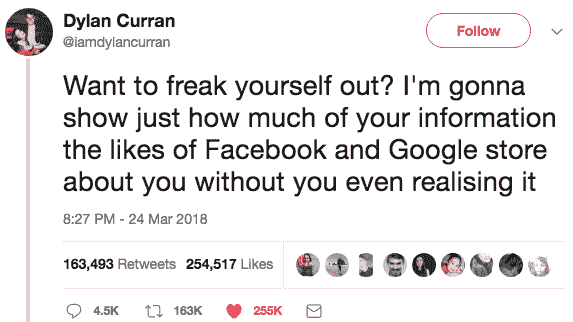 Dylan Curran
@iamdylancurran
Follow
Want to freak yourself out? I'm gonna
show just how much of your information
the likes of Facebook and Google store
about you without you even realising it
8:27 PM - 24 Mar 2018
163,493 Retweets 254,517 Likes
4.5K 163K 255K